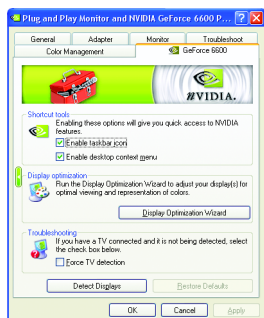 Plug and Play Monitor and NVIDIA GeForce 6600 P...
General Adapter Monitor Troubleshoot
Color Management GeForce 6600
NVIDIA.
Shortcut tools
Enabling these options will give you quick access to NVIDIA
features.
Enable taskbar icon
Enable desktop context menu
Display optimization
Run the Display Optimization Wizard to adjust your display(s) for
optimal viewing and representation of colors.
Display Optimization Wizard
Troubleshooting
If you have a TV connected and it is not being detected, select
the check box below.
Force TV detection
Detect Displays Restore Defaults
OK Cancel Apply